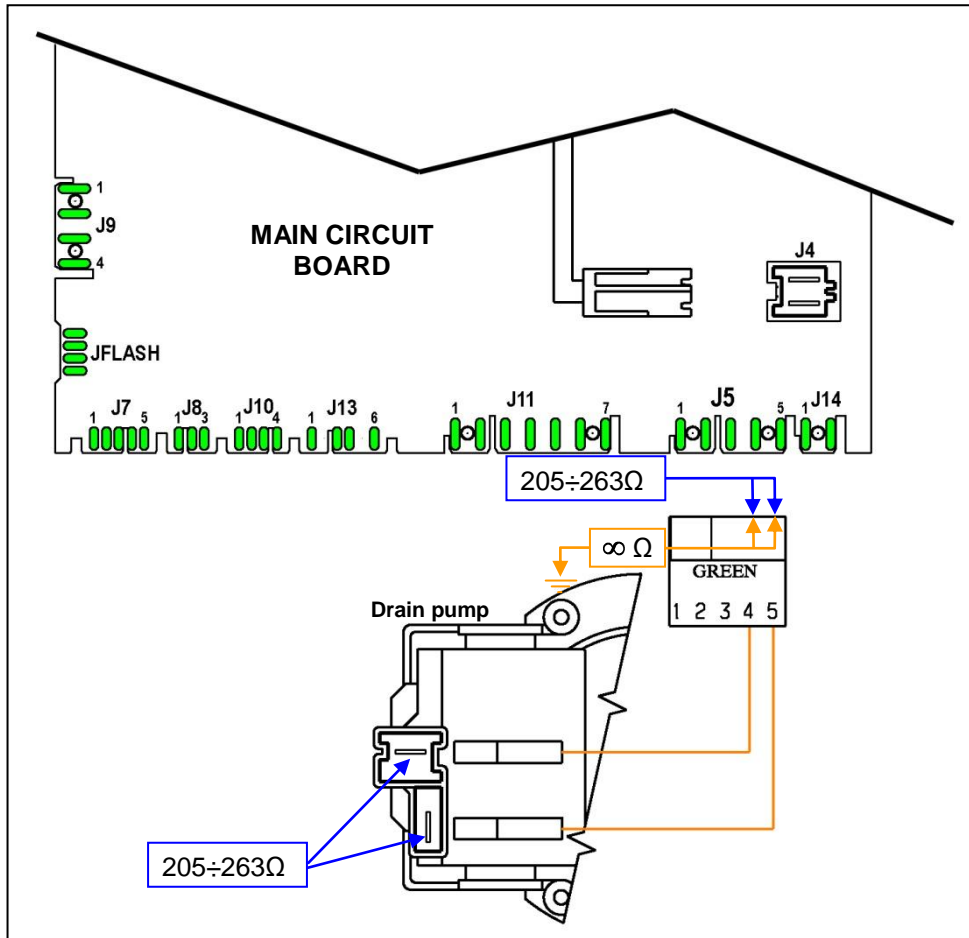 1
J9
4
MAIN CIRCUIT
BOARD
J4
JFLASH
J7 J8 J10 J13 J11 J5 J14
1 5 1 3 1 4 1 6 1 7 1 5 1
205÷263Ω
∞ Ω
GREEN
1 2 3 4 5
Drain pump
205÷263Ω